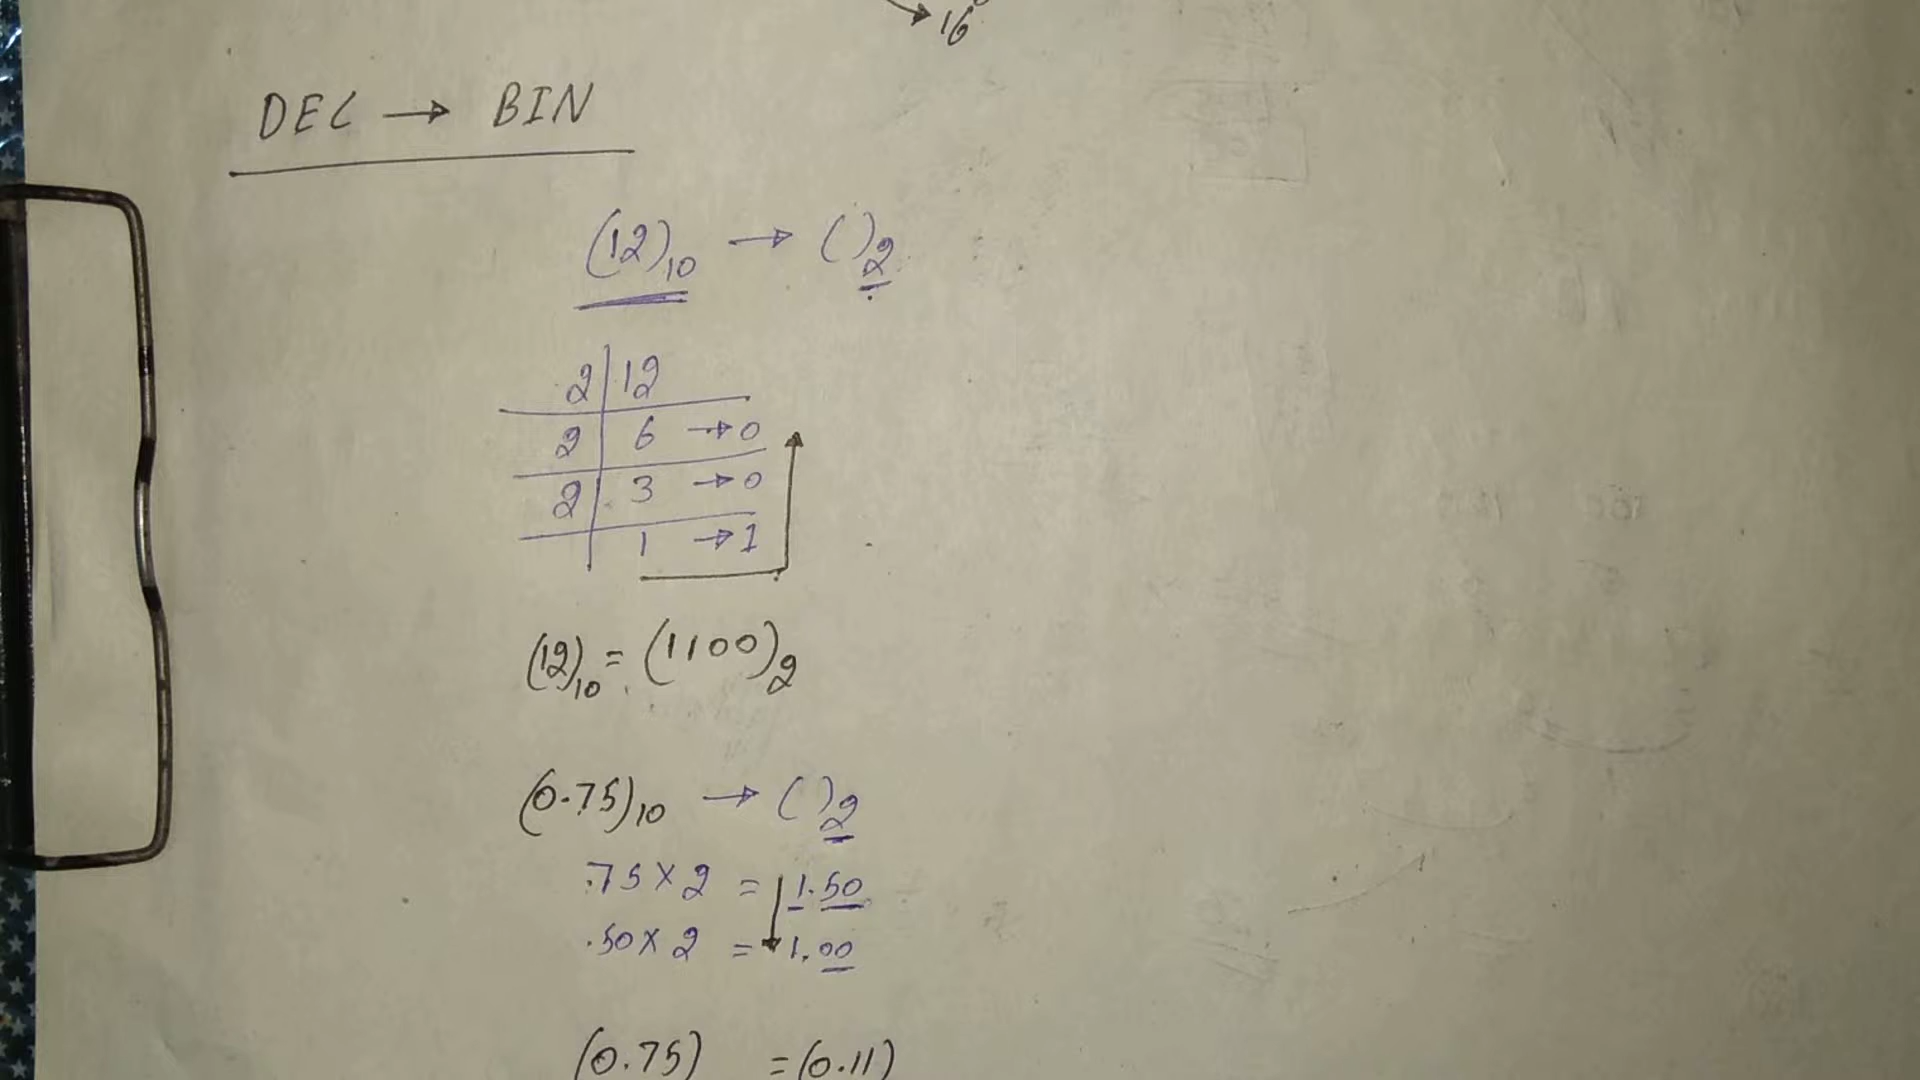 → 16
DEC → BIN
(12)10 → ( )2
2 | 12
2 | 6 → 0
2 | 3 → 0
1 → 1
(12)10 = (1100)2
(0.75)10 → ( )2
.75 × 2 = 1.50
.50 × 2 = 1.00
(0.75) = (0.11)